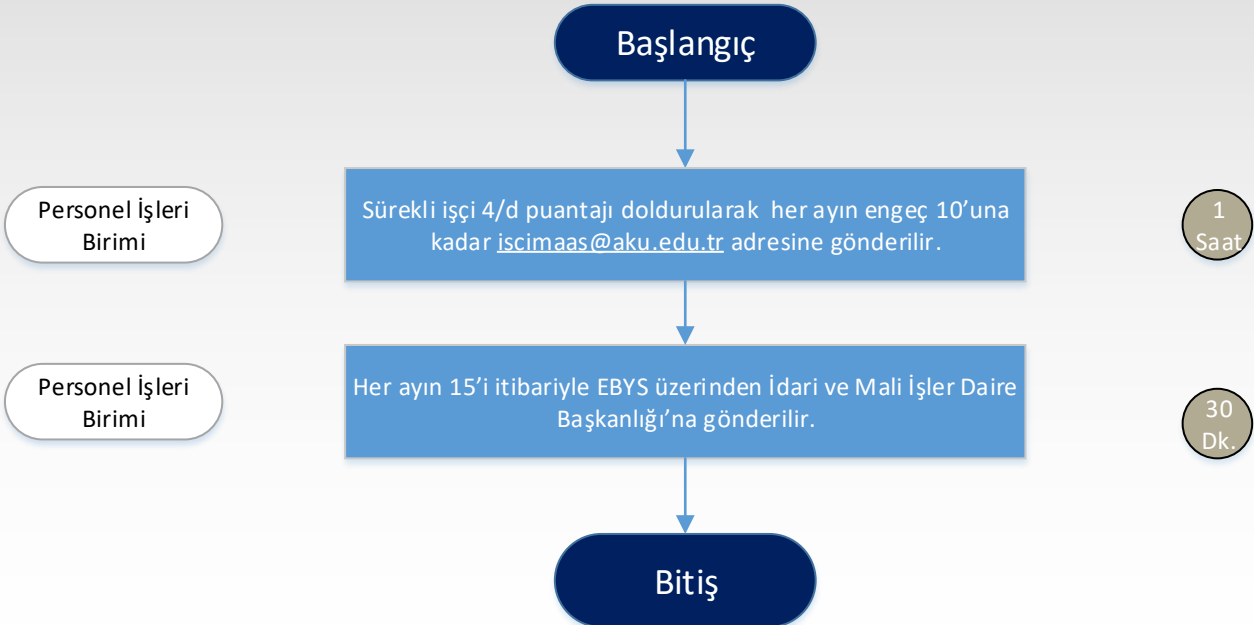 Başlangıç
Personel İşleri
Birimi
Sürekli işçi 4/d puantajı doldurularak her ayın engeç 10’una
kadar iscimaas@aku.edu.tr adresine gönderilir.
1
Saat
Personel İşleri
Birimi
Her ayın 15’i itibariyle EBYS üzerinden İdari ve Mali İşler Daire
Başkanlığı’na gönderilir.
30
Dk.
Bitiş